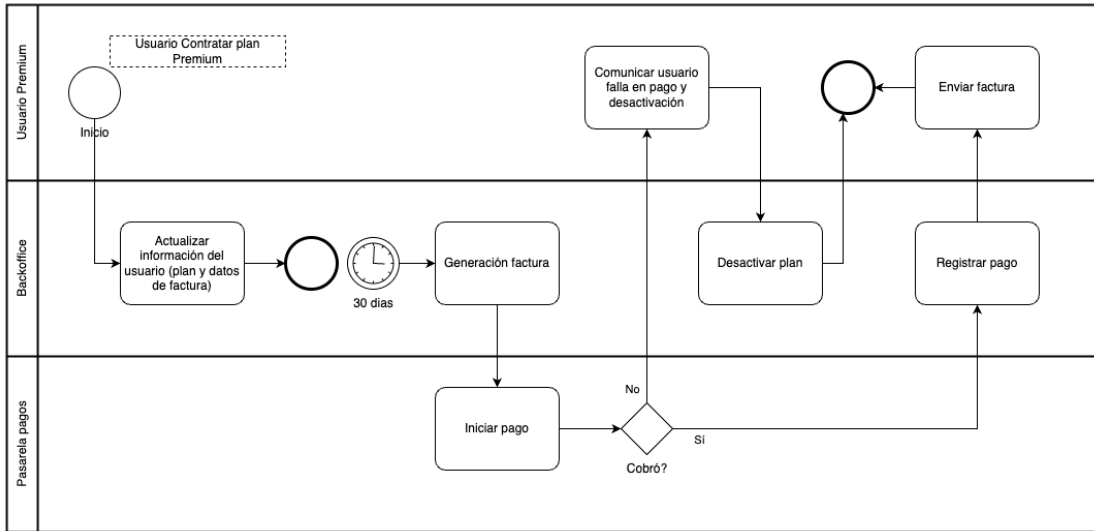 Usuario Premium
Usuario Contratar plan
Premium
Inicio
Comunicar usuario
falla en pago y
desactivación
Enviar factura
Backoffice
Actualizar
información del
usuario (plan y datos
de factura)
30 dias
Generación factura
Desactivar plan
Registrar pago
Pasarela pagos
Iniciar pago
No
Sí
Cobró?